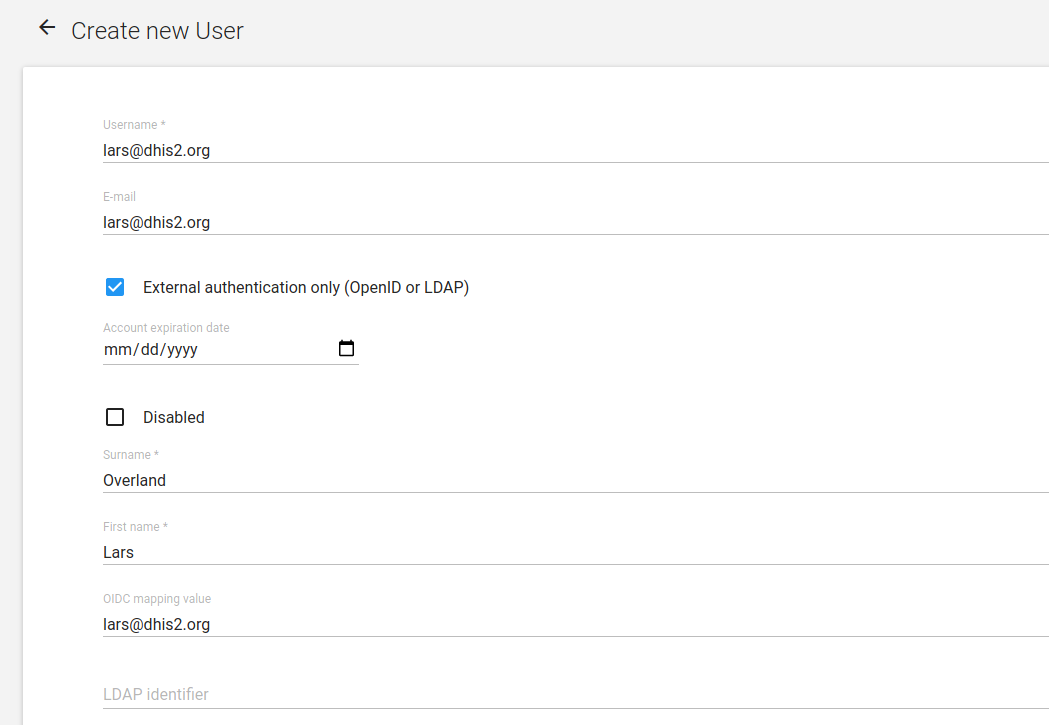 Create new User
Username *
lars@dhis2.org
E-mail
lars@dhis2.org
External authentication only (OpenID or LDAP)
Account expiration date
mm/dd/yyyy
Disabled
Surname *
Overland
First name *
Lars
OIDC mapping value
lars@dhis2.org
LDAP identifier